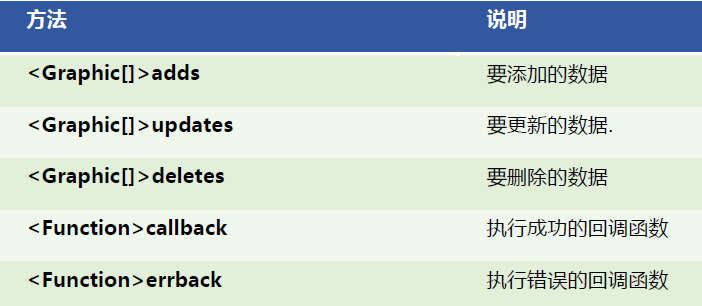 方法 说明
<Graphic[]>adds 要添加的数据
<Graphic[]>updates 要更新的数据.
<Graphic[]>deletes 要删除的数据
<Function>callback 执行成功的回调函数
<Function>errback 执行错误的回调函数